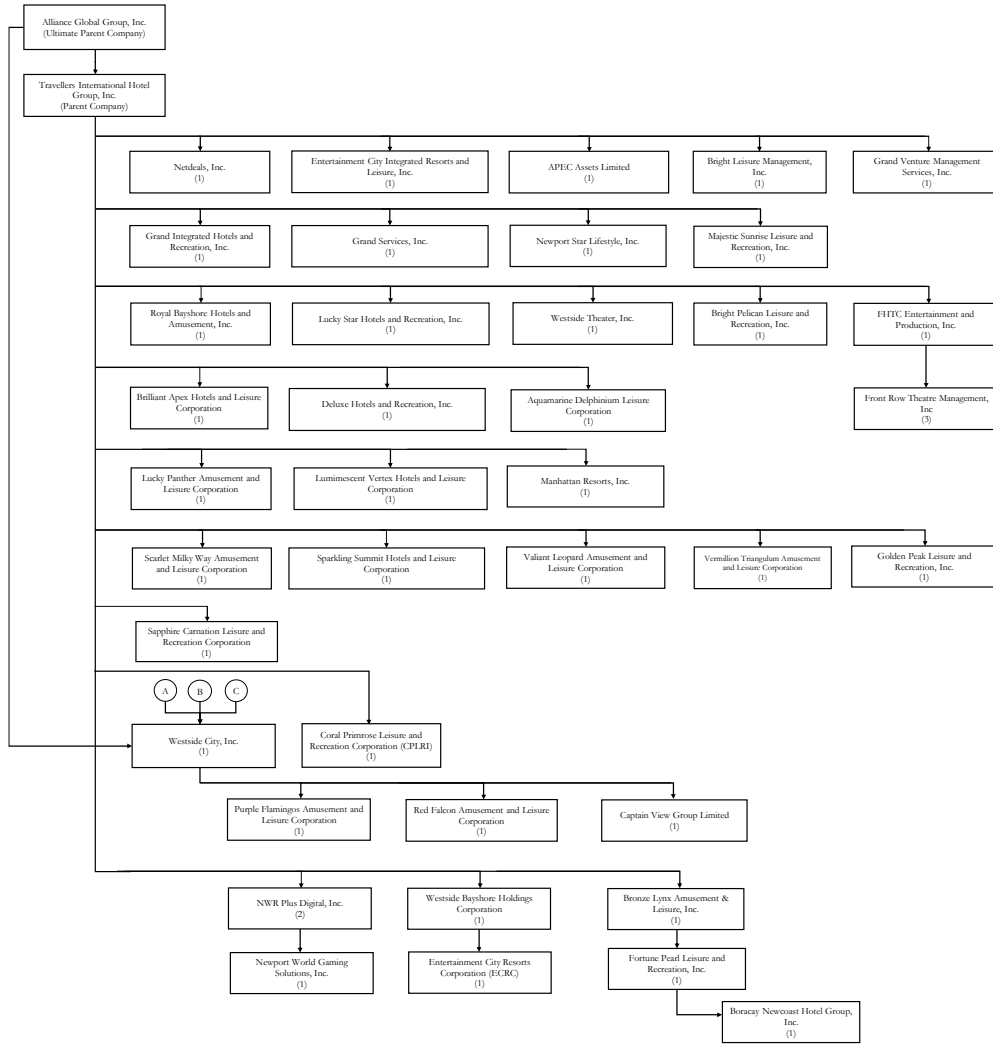 Alliance Global Group, Inc.
(Ultimate Parent Company)
Travellers International Hotel
Group, Inc.
(Parent Company)
Netdeals, Inc.
(1)
Entertainment City Integrated Resorts and
Leisure, Inc.
(1)
APEC Assets Limited
(1)
Bright Leisure Management,
Inc.
(1)
Grand Venture Management
Services, Inc.
(1)
Grand Integrated Hotels and
Recreation, Inc.
(1)
Grand Services, Inc.
(1)
Newport Star Lifestyle, Inc.
(1)
Majestic Sunrise Leisure and
Recreation, Inc.
(1)
Royal Bayshore Hotels and
Amusement, Inc.
(1)
Lucky Star Hotels and Recreation, Inc.
(1)
Westside Theater, Inc.
(1)
Bright Pelican Leisure and
Recreation, Inc.
(1)
FHTC Entertainment and
Production, Inc.
(1)
Brilliant Apex Hotels and Leisure
Corporation
(1)
Deluxe Hotels and Recreation, Inc.
(1)
Aquamarine Delphinium Leisure
Corporation
(1)
Front Row Theatre Management,
Inc
(3)
Lucky Panther Amusement and
Leisure Corporation
(1)
Lumimescent Vertex Hotels and Leisure
Corporation
(1)
Manhattan Resorts, Inc.
(1)
Scarlet Milky Way Amusement
and Leisure Corporation
(1)
Sparkling Summit Hotels and Leisure
Corporation
(1)
Valiant Leopard Amusement and
Leisure Corporation
(1)
Vermillion Triangulum Amusement
and Leisure Corporation
(1)
Golden Peak Leisure and
Recreation, Inc.
(1)
Sapphire Carnation Leisure and
Recreation Corporation
(1)
A
B
C
Westside City, Inc.
(1)
Coral Primrose Leisure and
Recreation Corporation (CPLRI)
(1)
Purple Flamingos Amusement and
Leisure Corporation
(1)
Red Falcon Amusement and Leisure
Corporation
(1)
Captain View Group Limited
(1)
NWR Plus Digital, Inc.
(2)
Westside Bayshore Holdings
Corporation
(1)
Bronze Lynx Amusement &
Leisure, Inc.
(1)
Newport World Gaming
Solutions, Inc.
(1)
Entertainment City Resorts
Corporation (ECRC)
(1)
Fortune Pearl Leisure and
Recreation, Inc.
(1)
Boracay Newcoast Hotel Group,
Inc.
(1)